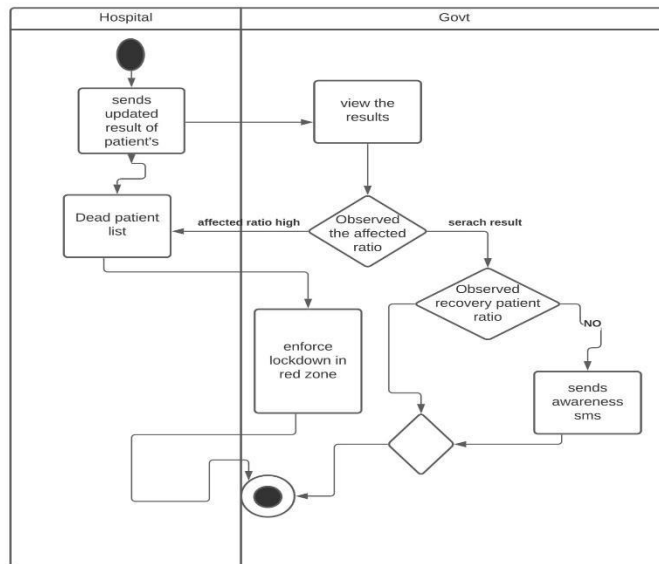 Hospital
Govt
sends
updated
result of
patient's
view the
results
Dead patient
list
affected ratio high
Observed
the affected
ratio
serach result
Observed
recovery patient
ratio
NO
enforce
lockdown in
red zone
sends
awareness
sms